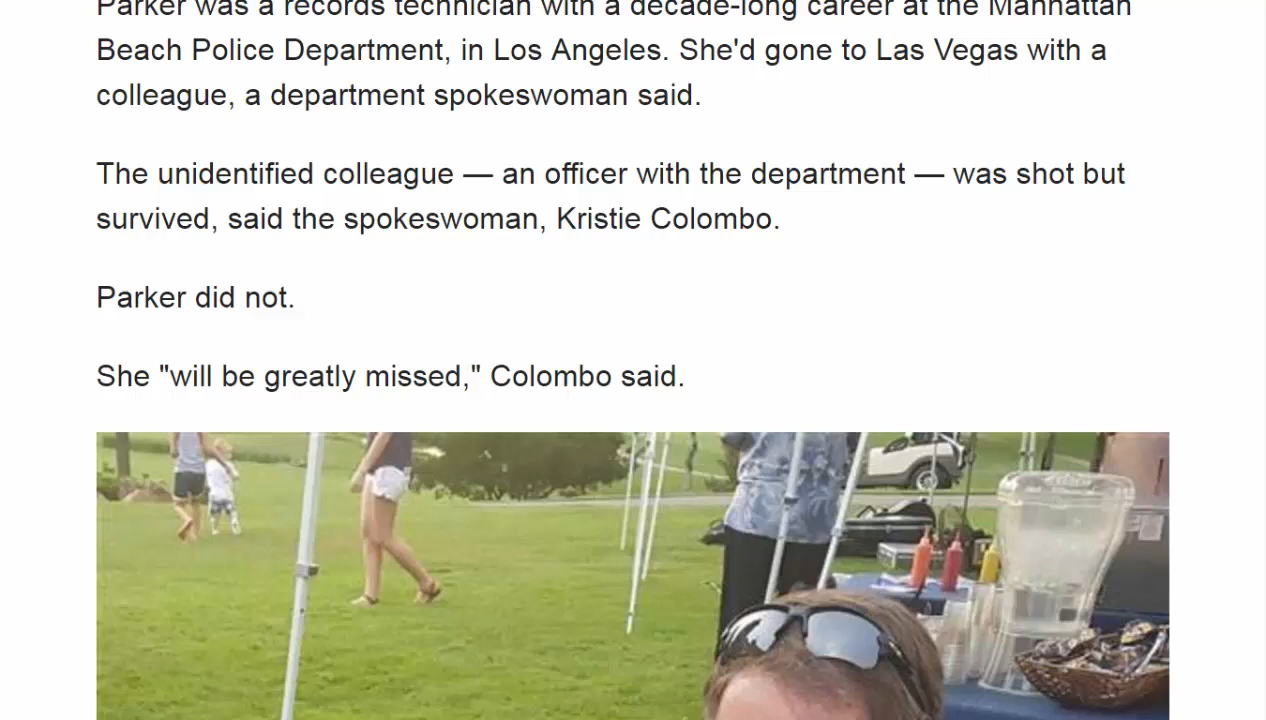 Parker was a records technician with a decade-long career at the Manhattan
Beach Police Department, in Los Angeles. She'd gone to Las Vegas with a
colleague, a department spokeswoman said.
The unidentified colleague — an officer with the department — was shot but
survived, said the spokeswoman, Kristie Colombo.
Parker did not.
She "will be greatly missed," Colombo said.